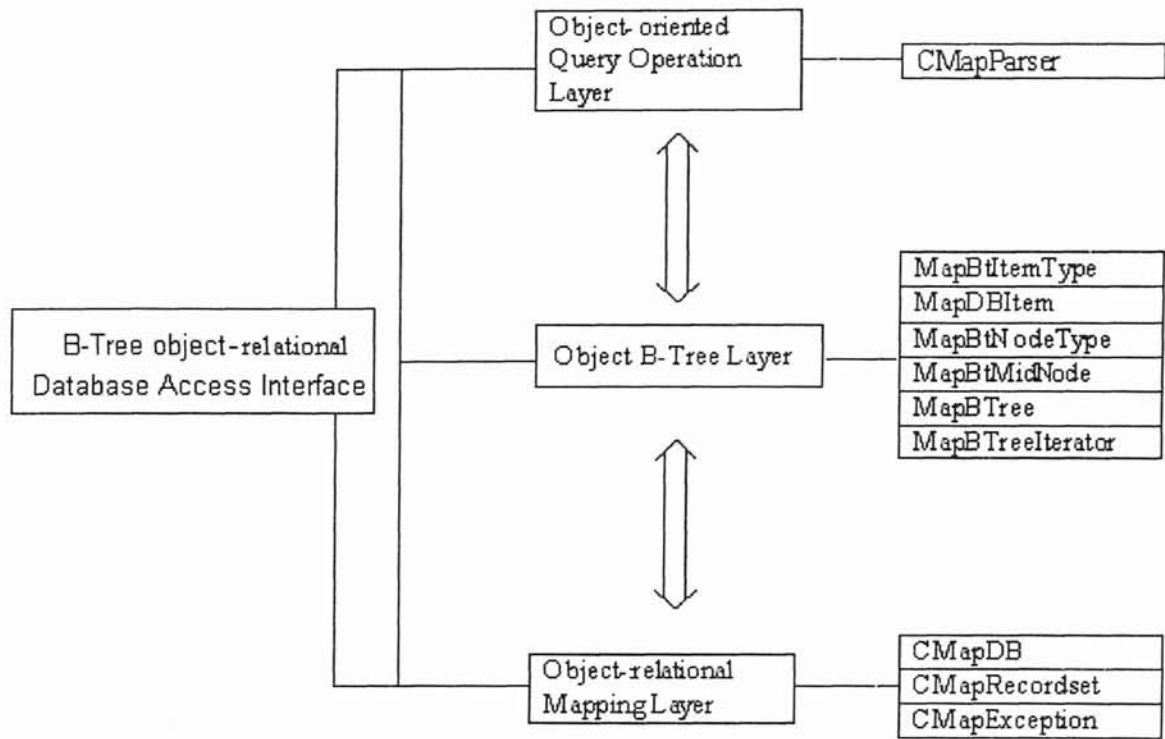 Object-oriented
Query Operation
Layer
CMapParser
MapBtItemType
MapDBItem
MapBtNodeType
MapBtMidNode
MapBTree
MapBTreeIterator
B-Tree object-relational
Database Access Interface
Object B-Tree Layer
Object-relational
Mapping Layer
CMapDB
CMapRecordset
CMapException